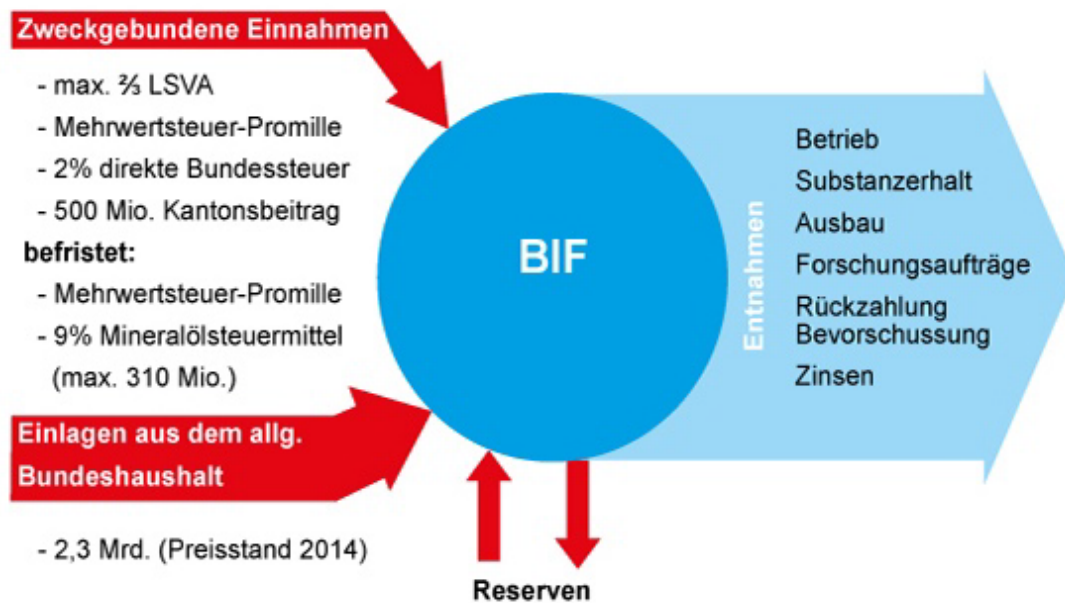 Zweckgebundene Einnahmen
- max. ⅔ LSVA
- Mehrwertsteuer-Promille
- 2% direkte Bundessteuer
- 500 Mio. Kantonsbeitrag
befristet:
- Mehrwertsteuer-Promille
- 9% Mineralölsteuermittel
(max. 310 Mio.)
Einlagen aus dem allg.
Bundeshaushalt
- 2,3 Mrd. (Preisstand 2014)
BIF
Reserven
Entnahmen
Betrieb
Substanzerhalt
Ausbau
Forschungsaufträge
Rückzahlung
Bevorschussung
Zinsen